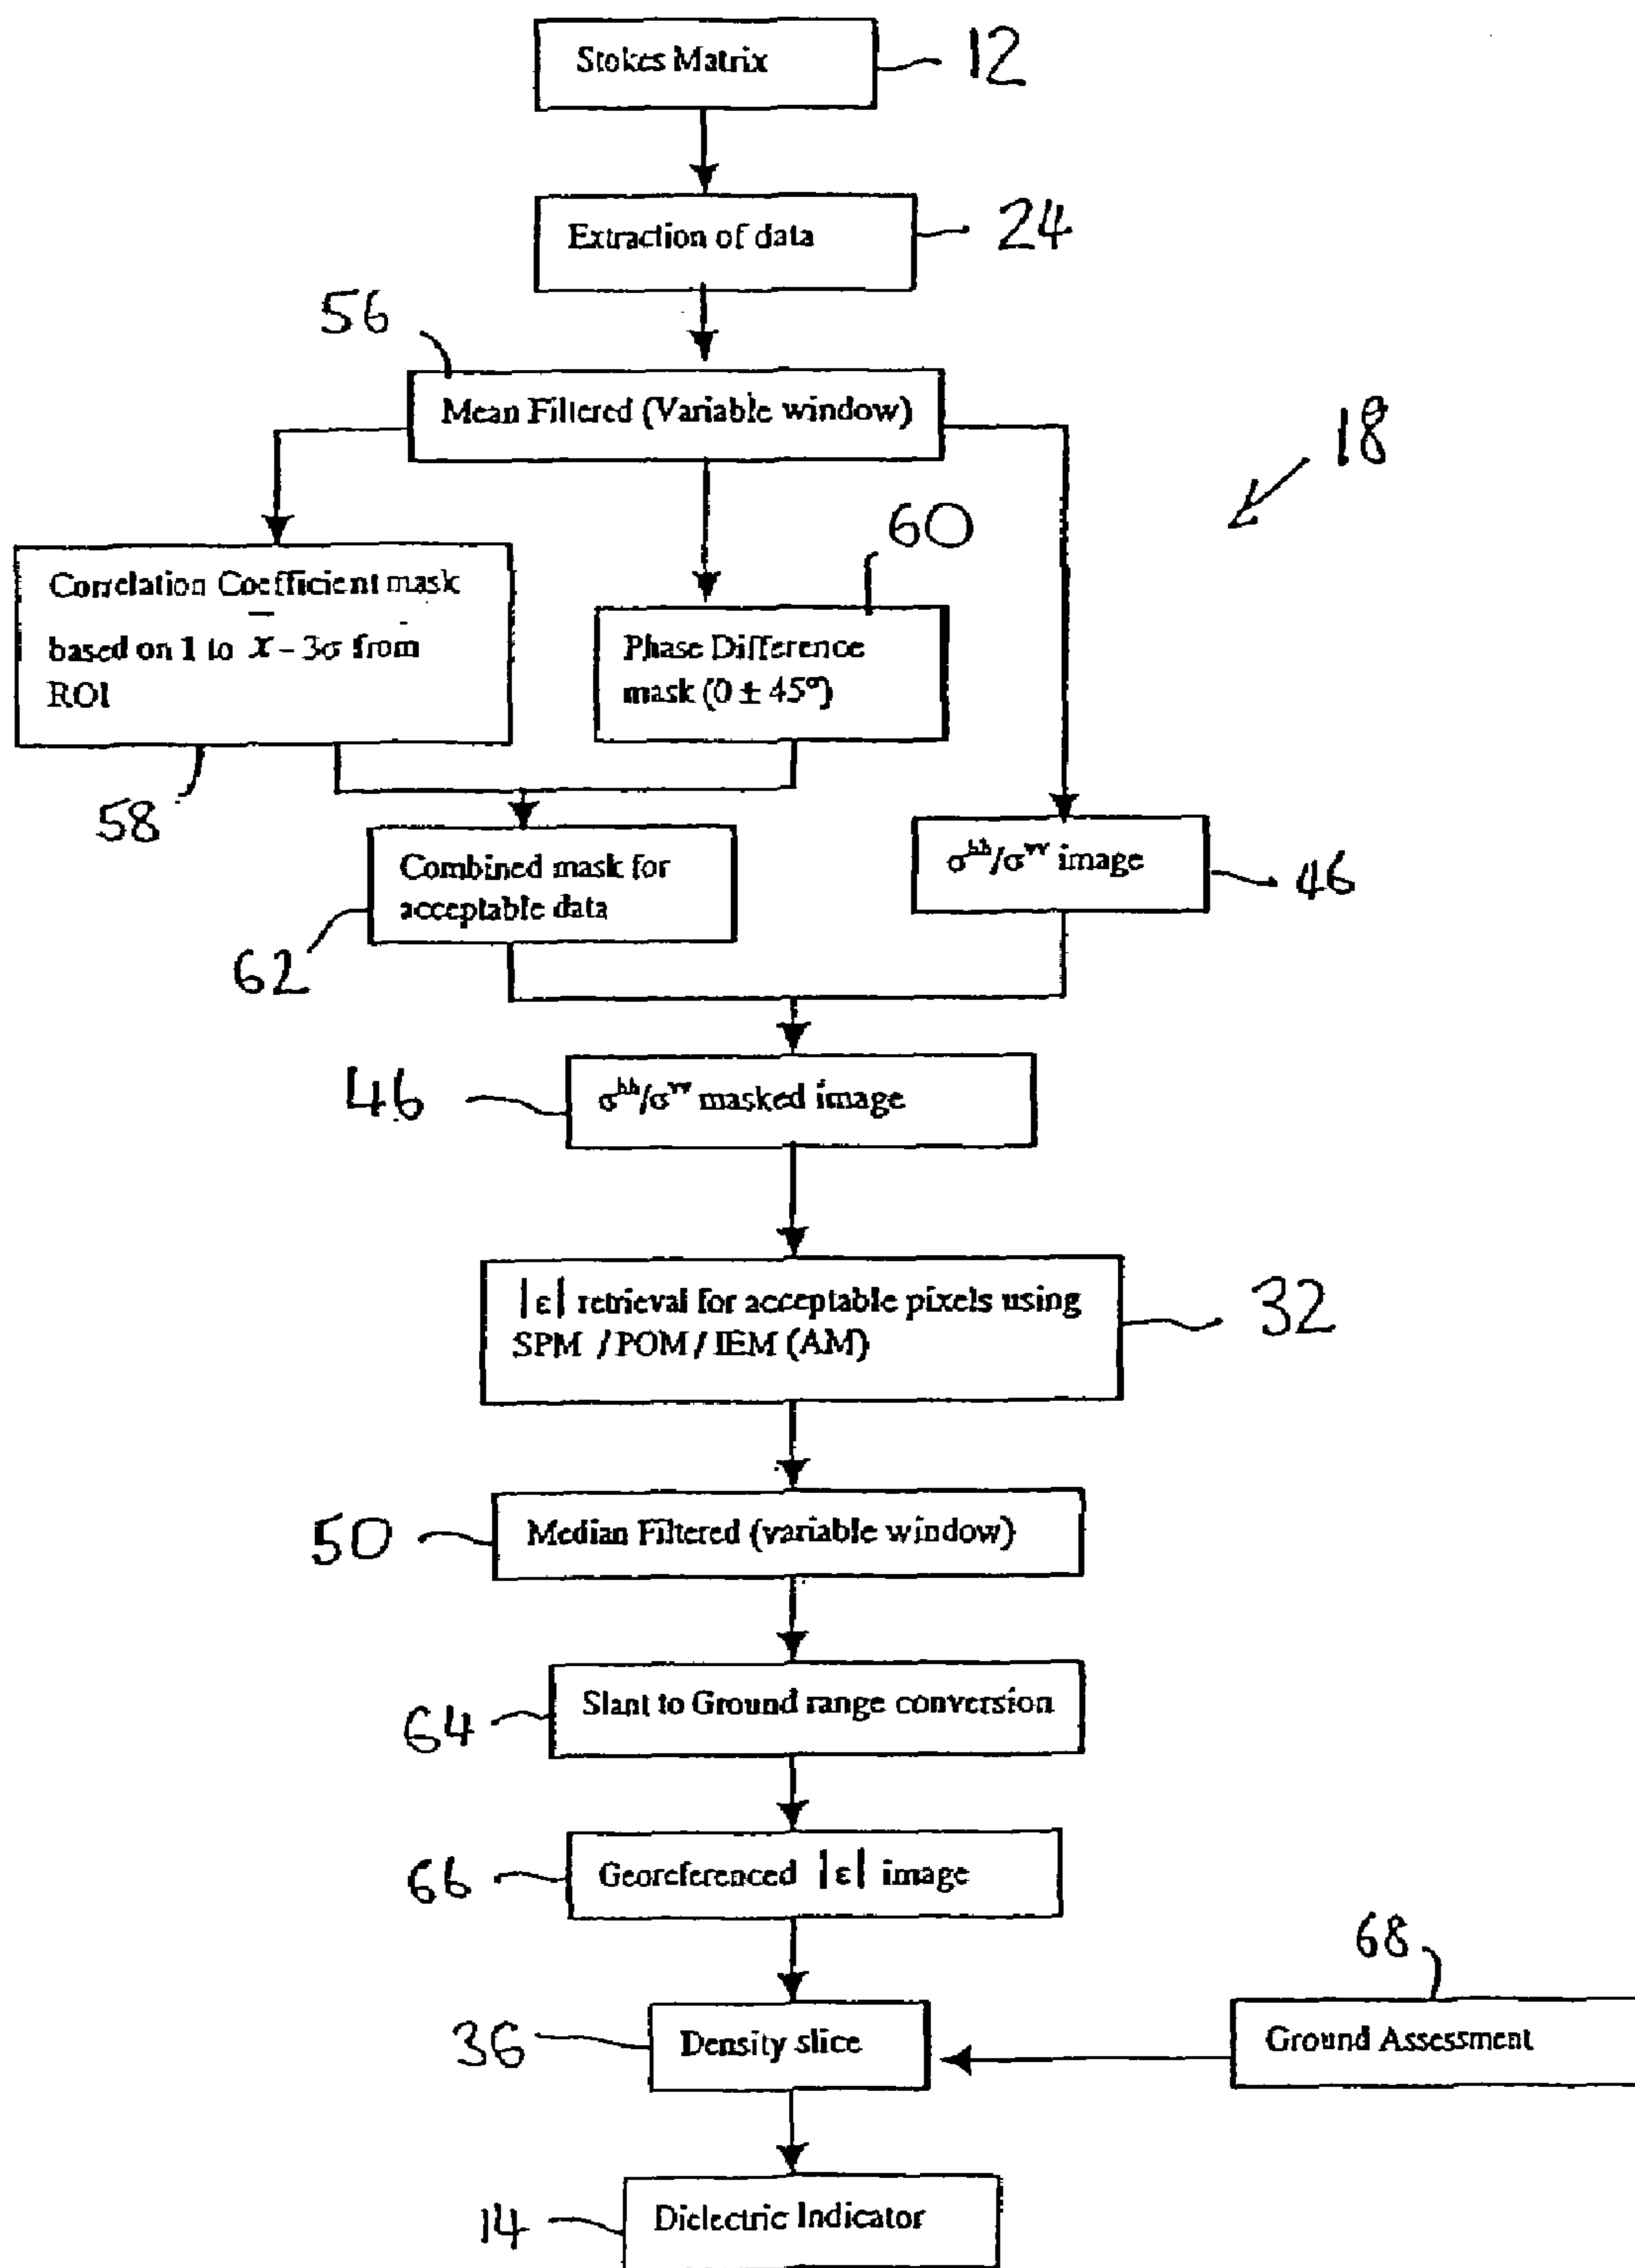 Stokes Matrix
12
Extraction of data
24
56
Mean Filtered (Variable window)
18
60
Correlation Coefficient mask
based on 1 to x̅ – 3σ from
ROI
Phase Difference
mask (0 ± 45°)
58
Combined mask for
acceptable data
σʰʰ/σᵛᵛ image
46
62
46
σʰʰ/σᵛᵛ masked image
|ε| retrieval for acceptable pixels using
SPM / POM / IEM (AM)
32
50
Median Filtered (variable window)
64
Slant to Ground range conversion
66
Georeferenced |ε| image
68
36
Density slice
Ground Assessment
14
Dielectric Indicator